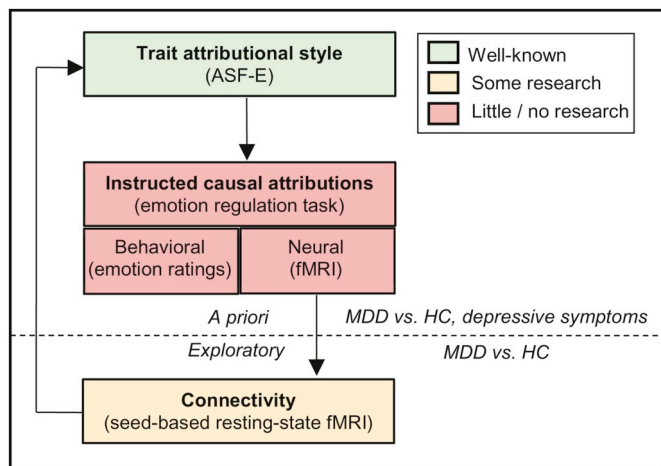 Trait attributional style
(ASF-E)
Well-known
Some research
Little / no research
Instructed causal attributions
(emotion regulation task)
Behavioral
(emotion ratings)
Neural
(fMRI)
A priori
MDD vs. HC, depressive symptoms
Exploratory
MDD vs. HC
Connectivity
(seed-based resting-state fMRI)